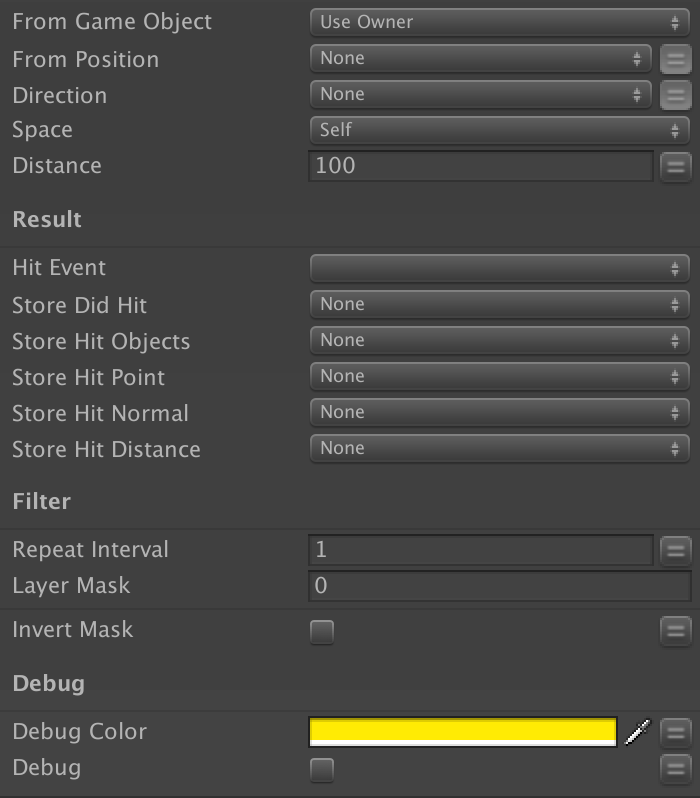 From Game Object Use Owner
From Position None
Direction None
Space Self
Distance 100
Result
Hit Event
Store Did Hit None
Store Hit Objects None
Store Hit Point None
Store Hit Normal None
Store Hit Distance None
Filter
Repeat Interval 1
Layer Mask 0
Invert Mask
Debug
Debug Color
Debug